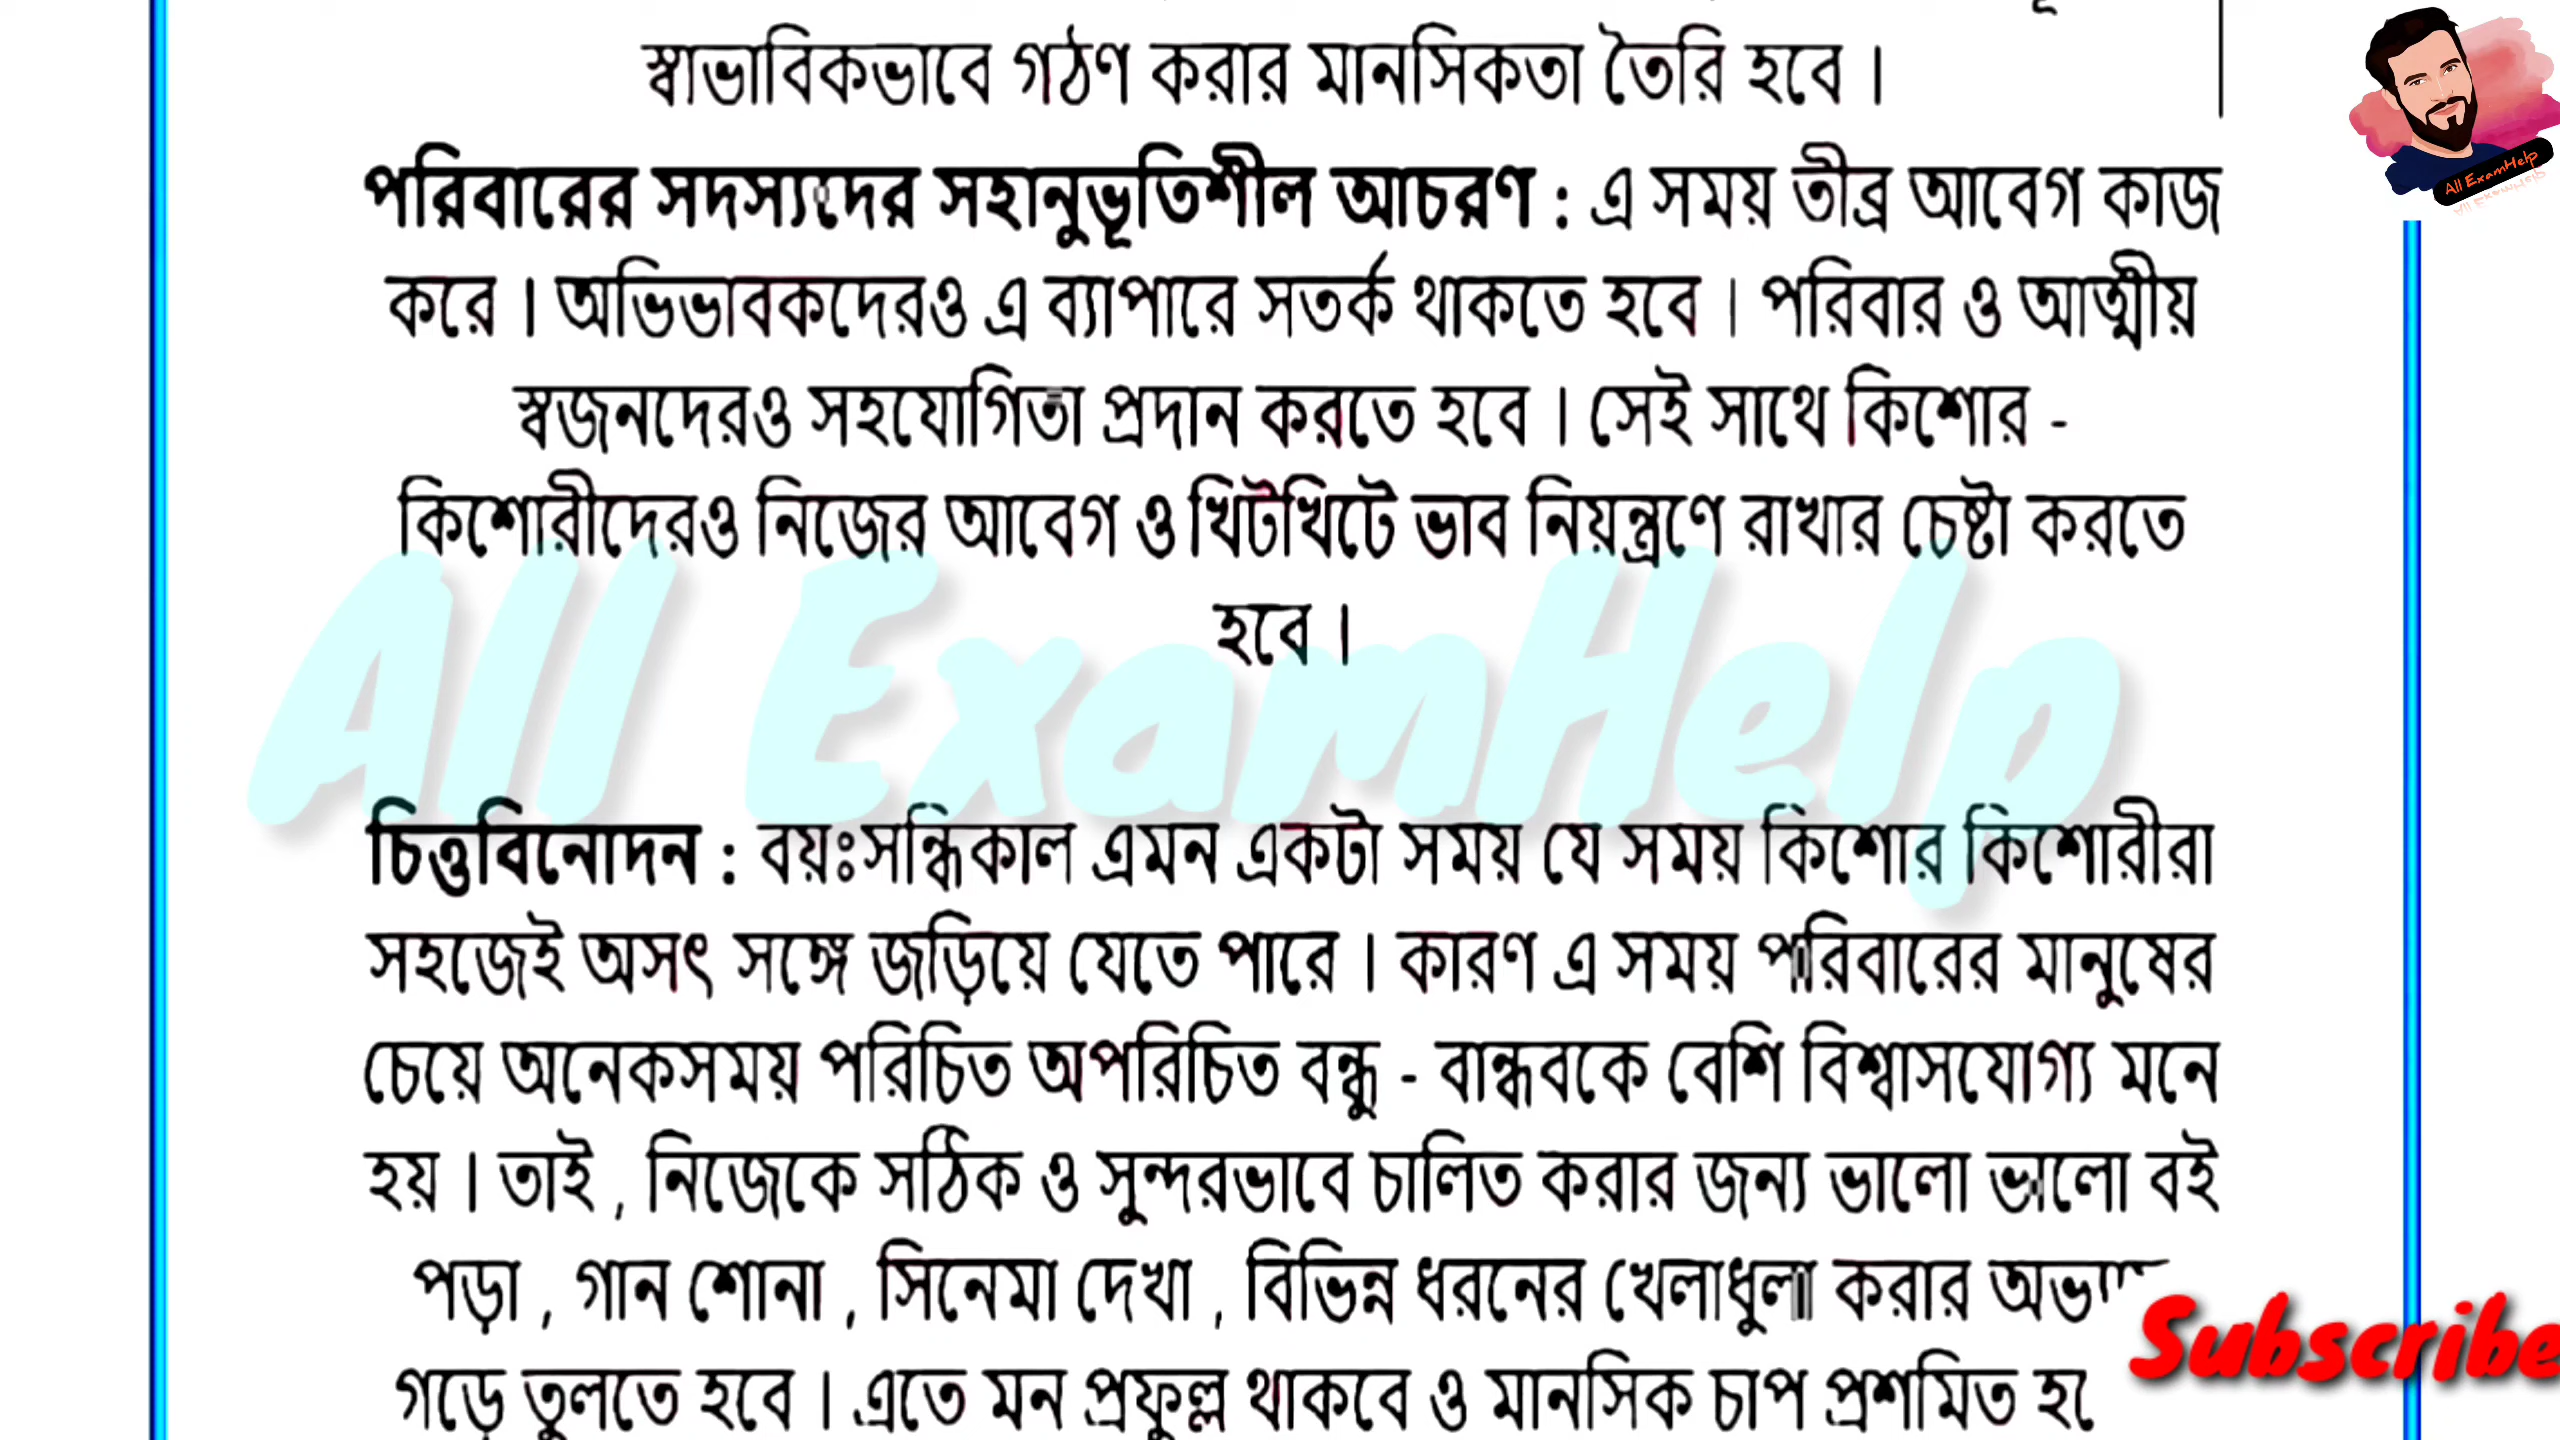 স্বাভাবিকভাবে গঠণ করার মানসিকতা তৈরি হবে ।
পরিবারের সদস্যদের সহানুভূতিশীল আচরণ : এ সময় তীব্র আবেগ কাজ
করে । অভিভাবকদেরও এ ব্যাপারে সতর্ক থাকতে হবে । পরিবার ও আত্মীয়
স্বজনদেরও সহযোগিতা প্রদান করতে হবে । সেই সাথে কিশোর -
কিশোরীদেরও নিজের আবেগ ও খিটখিটে ভাব নিয়ন্ত্রণে রাখার চেষ্টা করতে
হবে ।
All ExamHelp
চিত্তবিনোদন : বয়ঃসন্ধিকাল এমন একটা সময় যে সময় কিশোর কিশোরীরা
সহজেই অসৎ সঙ্গে জড়িয়ে যেতে পারে । কারণ এ সময় পরিবারের মানুষের
চেয়ে অনেকসময় পরিচিত অপরিচিত বন্ধু - বান্ধবকে বেশি বিশ্বাসযোগ্য মনে
হয় । তাই , নিজেকে সঠিক ও সুন্দরভাবে চালিত করার জন্য ভালো ভালো বই
পড়া , গান শোনা , সিনেমা দেখা , বিভিন্ন ধরনের খেলাধুলা করার
গড়ে তুলতে হবে । এতে মন প্রফুল্ল থাকবে ও মানসিক চাপ প্রশমিত
All ExamHelp
Subscribe